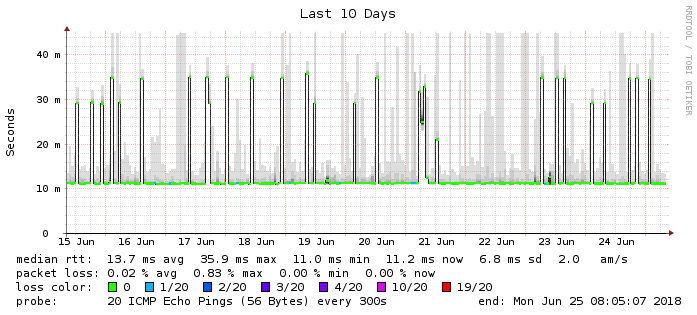 Last 10 Days
RRDTOOL / TOBI OETIKER
Seconds
40 m
30 m
20 m
10 m
0
15 Jun 16 Jun 17 Jun 18 Jun 19 Jun 20 Jun 21 Jun 22 Jun 23 Jun 24 Jun
median rtt: 13.7 ms avg 35.9 ms max 11.0 ms min 11.2 ms now 6.8 ms sd 2.0 am/s
packet loss: 0.02 % avg 0.83 % max 0.00 % min 0.00 % now
loss color: 0 1/20 2/20 3/20 4/20 10/20 19/20
probe: 20 ICMP Echo Pings (56 Bytes) every 300s end: Mon Jun 25 08:05:07 2018